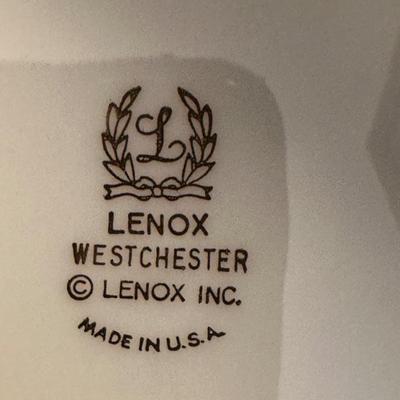 L
LENOX
WESTCHESTER
© LENOX INC.
MADE IN U.S.A.